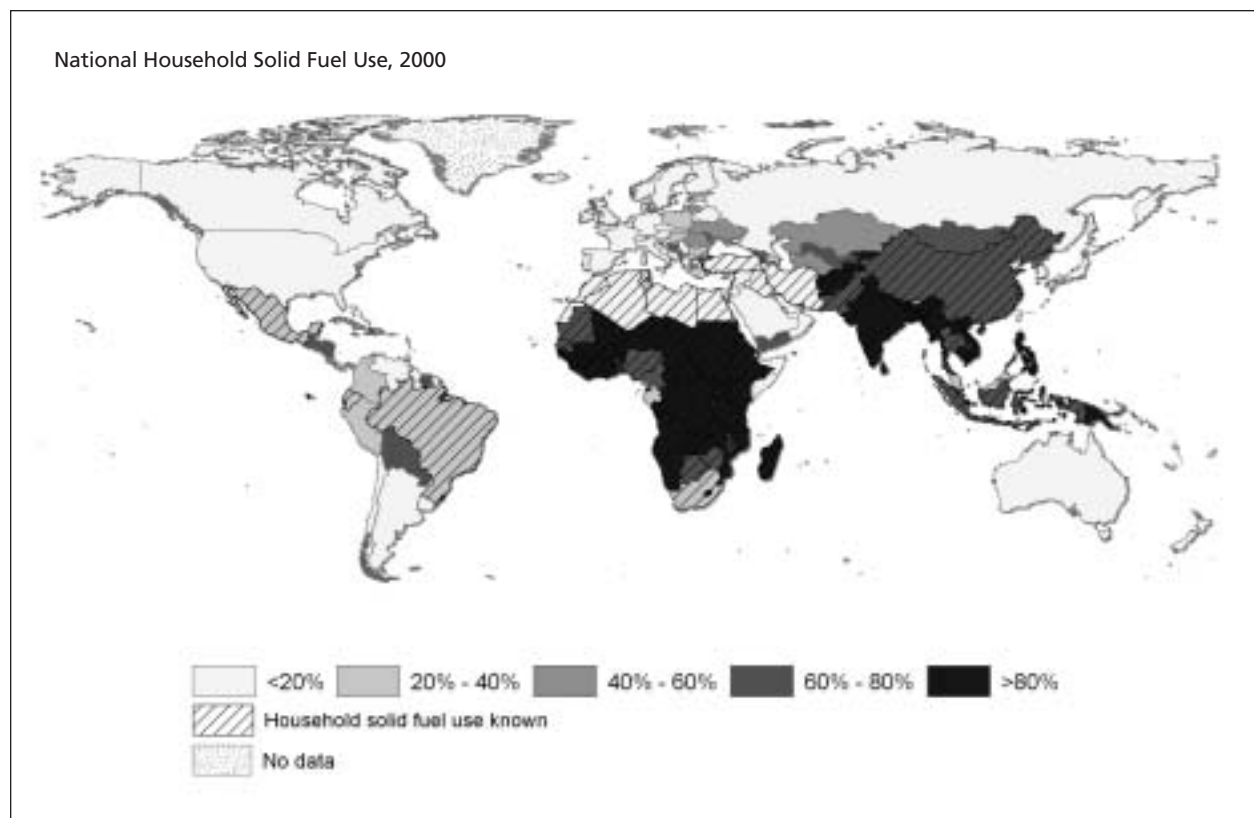 National Household Solid Fuel Use, 2000
<20% 20% - 40% 40% - 60% 60% - 80% >80%
Household solid fuel use known
No data